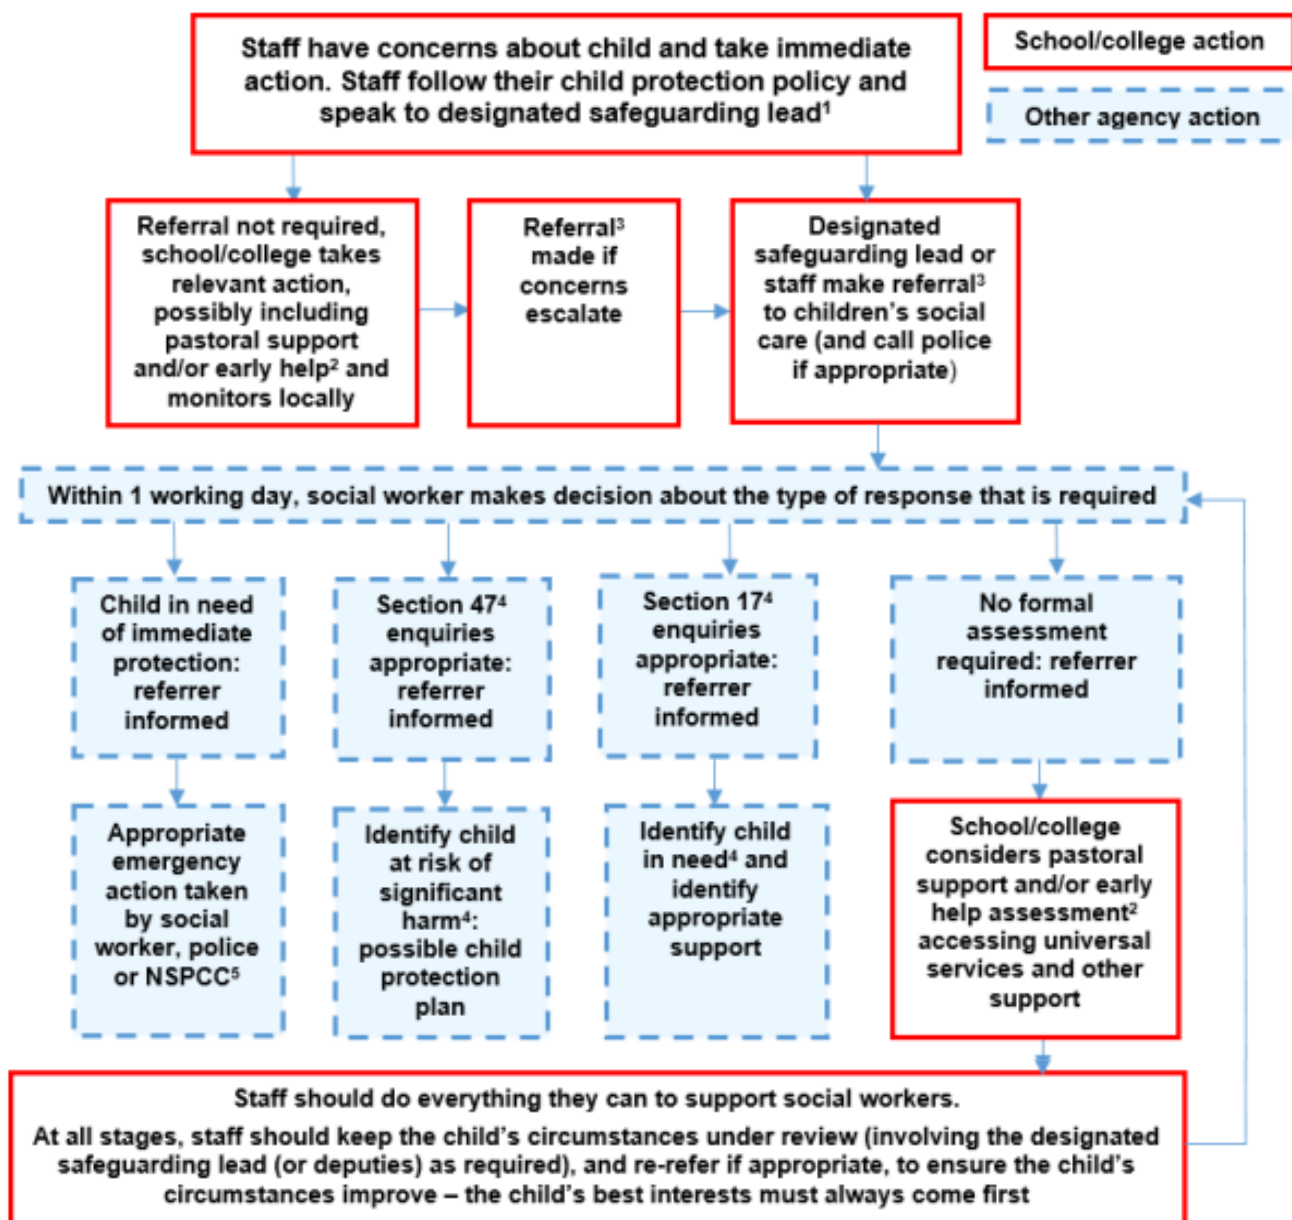 Staff have concerns about child and take immediate
action. Staff follow their child protection policy and
speak to designated safeguarding lead¹
School/college action
Other agency action
Referral not required,
school/college takes
relevant action,
possibly including
pastoral support
and/or early help² and
monitors locally
Referral³
made if
concerns
escalate
Designated
safeguarding lead or
staff make referral³
to children’s social
care (and call police
if appropriate)
Within 1 working day, social worker makes decision about the type of response that is required
Child in need
of immediate
protection:
referrer
informed
Section 47⁴
enquiries
appropriate:
referrer
informed
Section 17⁴
enquiries
appropriate:
referrer
informed
No formal
assessment
required: referrer
informed
Appropriate
emergency
action taken
by social
worker, police
or NSPCC⁵
Identify child
at risk of
significant
harm⁴:
possible child
protection
plan
Identify child
in need⁴ and
identify
appropriate
support
School/college
considers pastoral
support and/or early
help assessment²
accessing universal
services and other
support
Staff should do everything they can to support social workers.
At all stages, staff should keep the child’s circumstances under review (involving the designated
safeguarding lead (or deputies) as required), and re-refer if appropriate, to ensure the child’s
circumstances improve – the child’s best interests must always come first